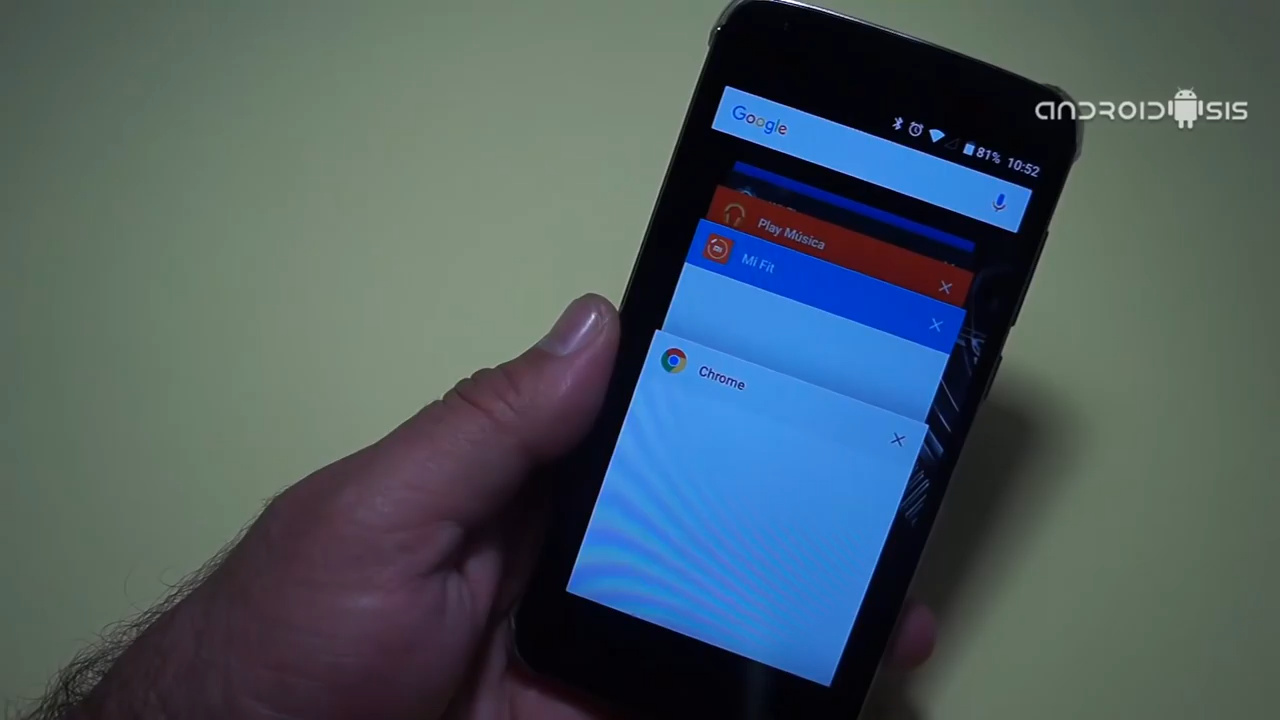 ANDROIDSIS
Google
81% 10:52
Play Música
Mi Fit
Chrome